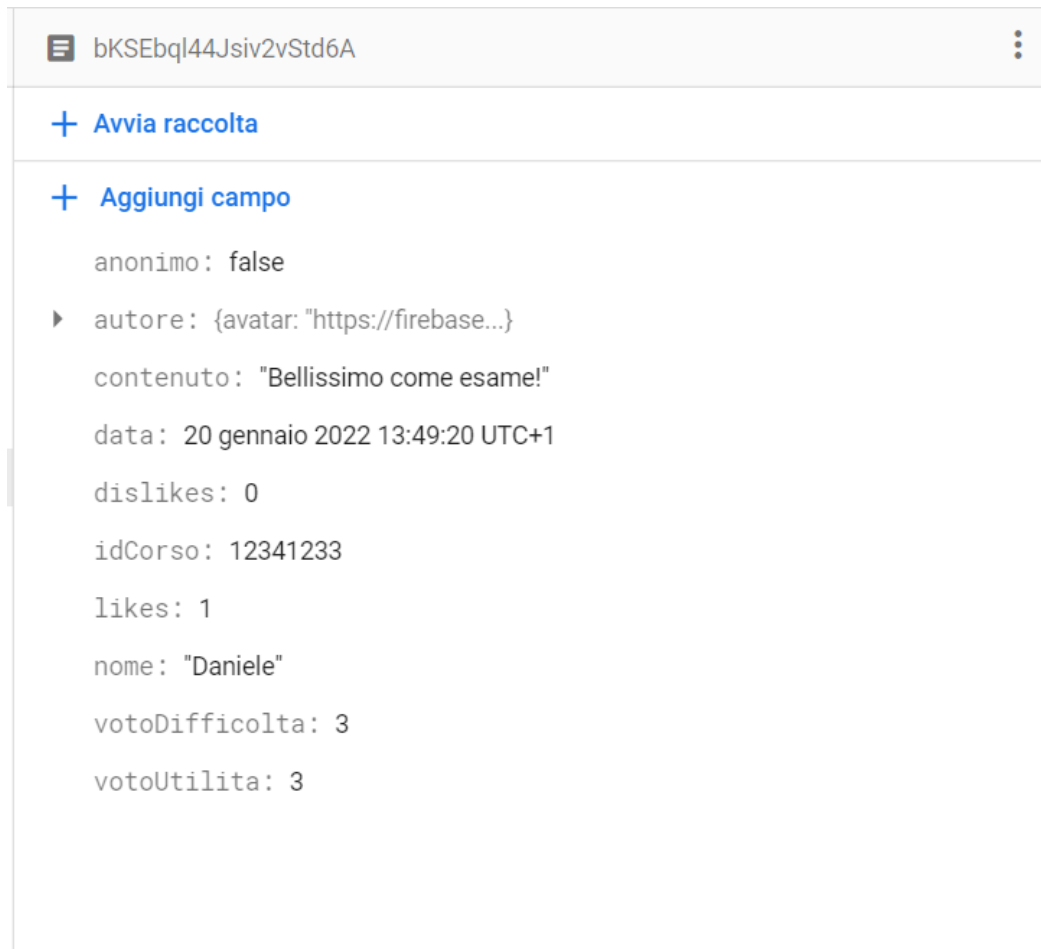 bKSEbql44Jsiv2vStd6A
Avvia raccolta
Aggiungi campo
anonimo: false
autore: {avatar: "https://firebase...}
contenuto: "Bellissimo come esame!"
data: 20 gennaio 2022 13:49:20 UTC+1
dislikes: 0
idCorso: 12341233
likes: 1
nome: "Daniele"
votoDifficolta: 3
votoUtilita: 3